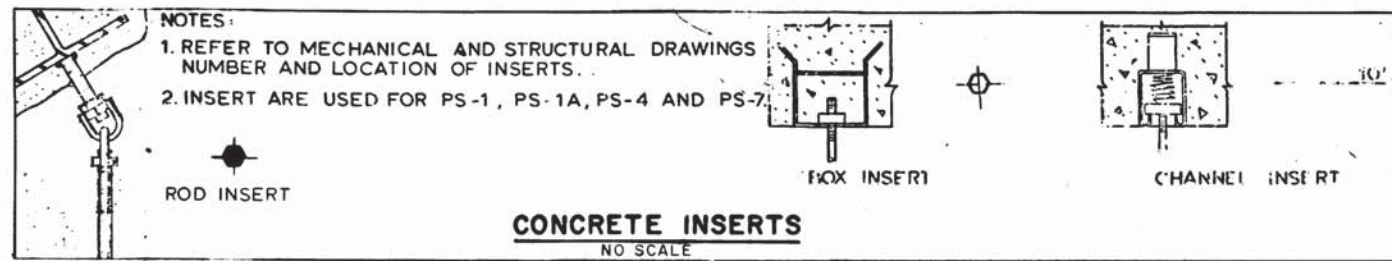 NOTES:
1. REFER TO MECHANICAL AND STRUCTURAL DRAWINGS
NUMBER AND LOCATION OF INSERTS.
2. INSERT ARE USED FOR PS-1, PS-1A, PS-4 AND PS-7.
ROD INSERT
BOX INSERT
CHANNEL INSERT
10'
CONCRETE INSERTS
NO SCALE